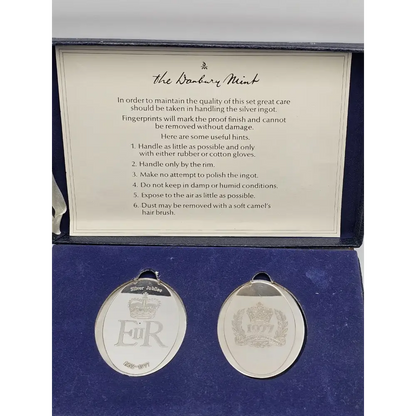 the Danbury Mint
In order to maintain the quality of this set great care
should be taken in handling the silver ingot.
Fingerprints will mark the proof finish and cannot
be removed without damage.
Here are some useful hints.
1. Handle as little as possible and only
with either rubber or cotton gloves.
2. Handle only by the rim.
3. Make no attempt to polish the ingot.
4. Do not keep in damp or humid conditions.
5. Expose to the air as little as possible.
6. Dust may be removed with a soft camel's
hair brush.
Silver Jubilee
EIIR
1977